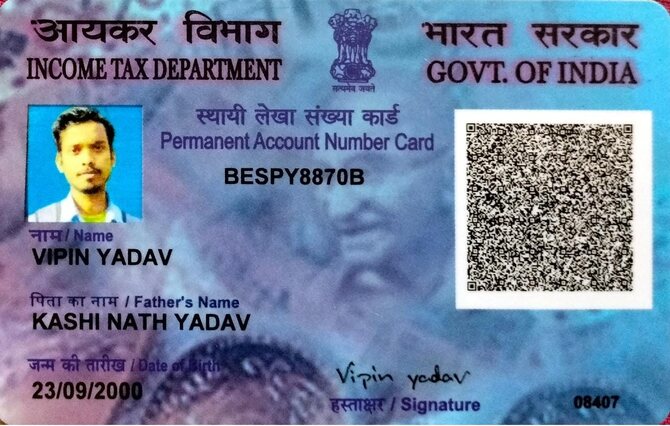 आयकर विभाग
INCOME TAX DEPARTMENT
सत्यमेव जयते
भारत सरकार
GOVT. OF INDIA
स्थायी लेखा संख्या कार्ड
Permanent Account Number Card
BESPY8870B
नाम / Name
VIPIN YADAV
पिता का नाम / Father's Name
KASHI NATH YADAV
जन्म की तारीख / Date of Birth
23/09/2000
Vipin yadav
हस्ताक्षर / Signature
08407